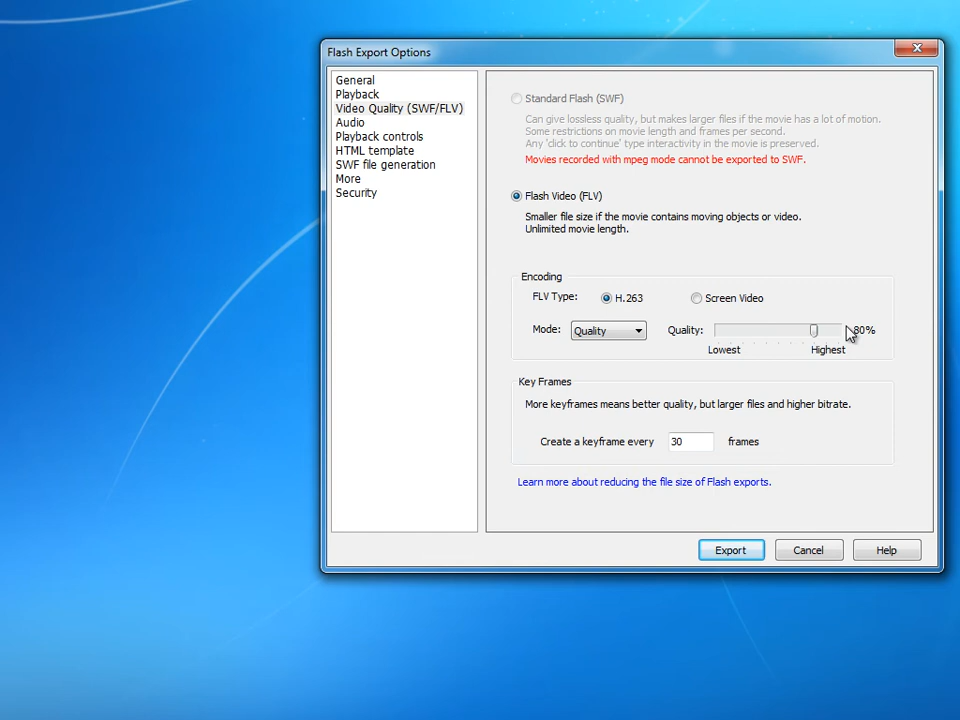 Flash Export Options
General
Playback
Video Quality (SWF/FLV)
Audio
Playback controls
HTML template
SWF file generation
More
Security
Standard Flash (SWF)
Can give lossless quality, but makes larger files if the movie has a lot of motion.
Some restrictions on movie length and frames per second.
Any 'click to continue' type interactivity in the movie is preserved.
Movies recorded with mpeg mode cannot be exported to SWF.
Flash Video (FLV)
Smaller file size if the movie contains moving objects or video.
Unlimited movie length.
Encoding
FLV Type: H.263 Screen Video
Mode: Quality Quality: 80%
Lowest Highest
Key Frames
More keyframes means better quality, but larger files and higher bitrate.
Create a keyframe every 30 frames
Learn more about reducing the file size of Flash exports.
Export Cancel Help